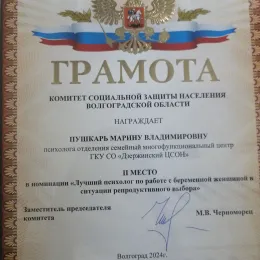 ГРАМОТА
КОМИТЕТ СОЦИАЛЬНОЙ ЗАЩИТЫ НАСЕЛЕНИЯ
ВОЛГОГРАДСКОЙ ОБЛАСТИ
НАГРАЖДАЕТ
ПУШКАРЬ МАРИНУ ВЛАДИМИРОВНУ
психолога отделения семейный многофункциональный центр
ГКУ СО «Дзержинский ЦСОН»
II МЕСТО
в номинации «Лучший психолог по работе с беременной женщиной в
ситуации репродуктивного выбора»
Заместитель председателя
комитета
М.В. Черноморец
Волгоград 2024г.